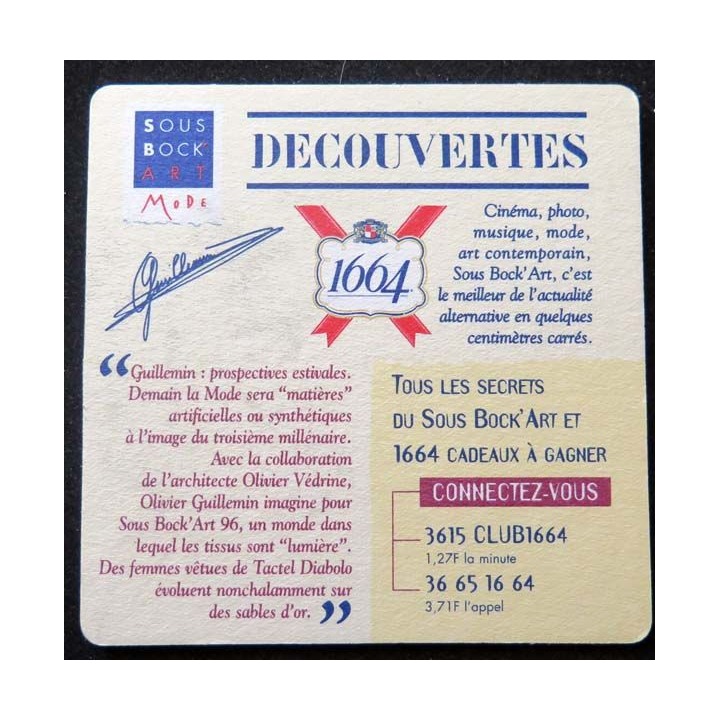 SOUS
BOCK'
ART
MODE
DECOUVERTES
Guillemin
1664
Cinéma, photo,
musique, mode,
art contemporain,
Sous Bock'Art, c'est
le meilleur de l'actualité
alternative en quelques
centimètres carrés.
“ Guillemin : prospectives estivales.
Demain la Mode sera “matières”
artificielles ou synthétiques
à l'image du troisième millénaire.
Avec la collaboration
de l'architecte Olivier Védrine,
Olivier Guillemin imagine pour
Sous Bock'Art 96, un monde dans
lequel les tissus sont “lumière”.
Des femmes vêtues de Tactel Diabolo
évoluent nonchalamment sur
des sables d'or. ”
TOUS LES SECRETS
DU SOUS BOCK'ART ET
1664 CADEAUX À GAGNER
CONNECTEZ-VOUS
3615 CLUB1664
1,27F la minute
36 65 16 64
3,71F l'appel